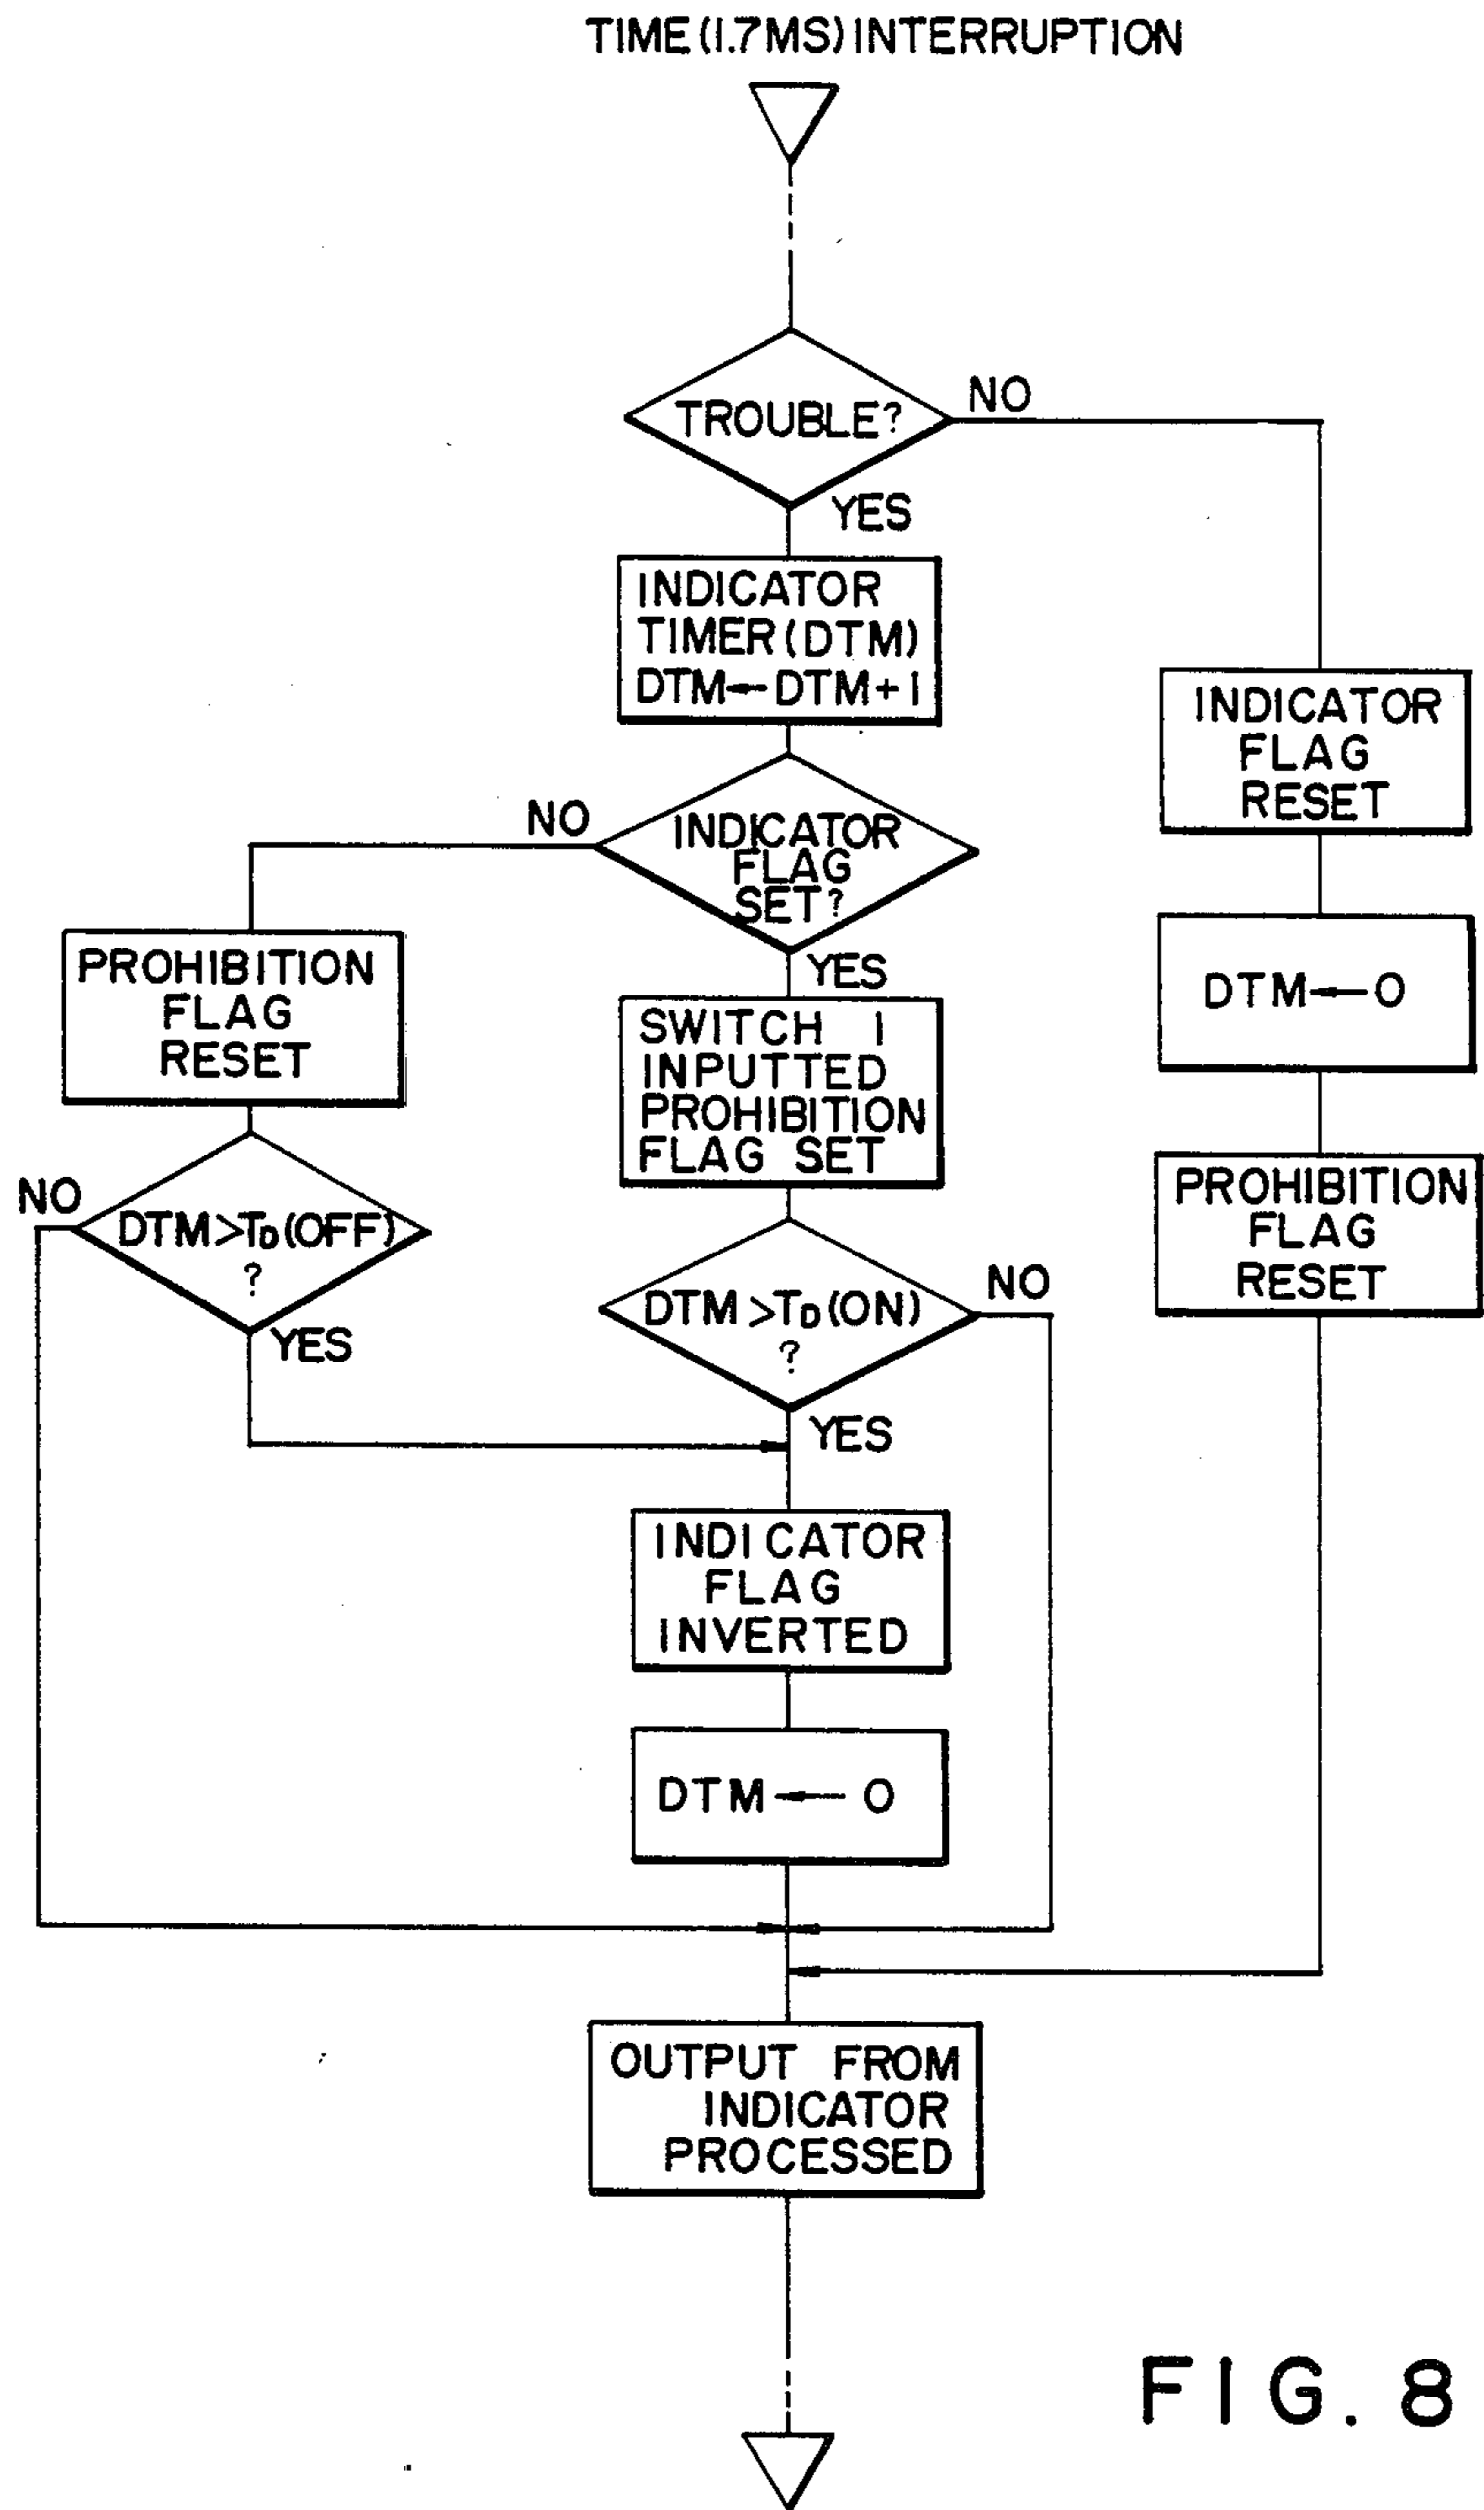 TIME (1.7MS) INTERRUPTION
TROUBLE?
NO
YES
INDICATOR
TIMER (DTM)
DTM ← DTM + 1
INDICATOR
FLAG
RESET
NO
INDICATOR
FLAG
SET?
YES
PROHIBITION
FLAG
RESET
SWITCH 1
INPUTTED
PROHIBITION
FLAG SET
DTM ← 0
NO
DTM > TD (OFF)
?
YES
DTM > TD (ON)
?
NO
YES
PROHIBITION
FLAG
RESET
INDICATOR
FLAG
INVERTED
DTM ← 0
OUTPUT FROM
INDICATOR
PROCESSED
FIG. 8